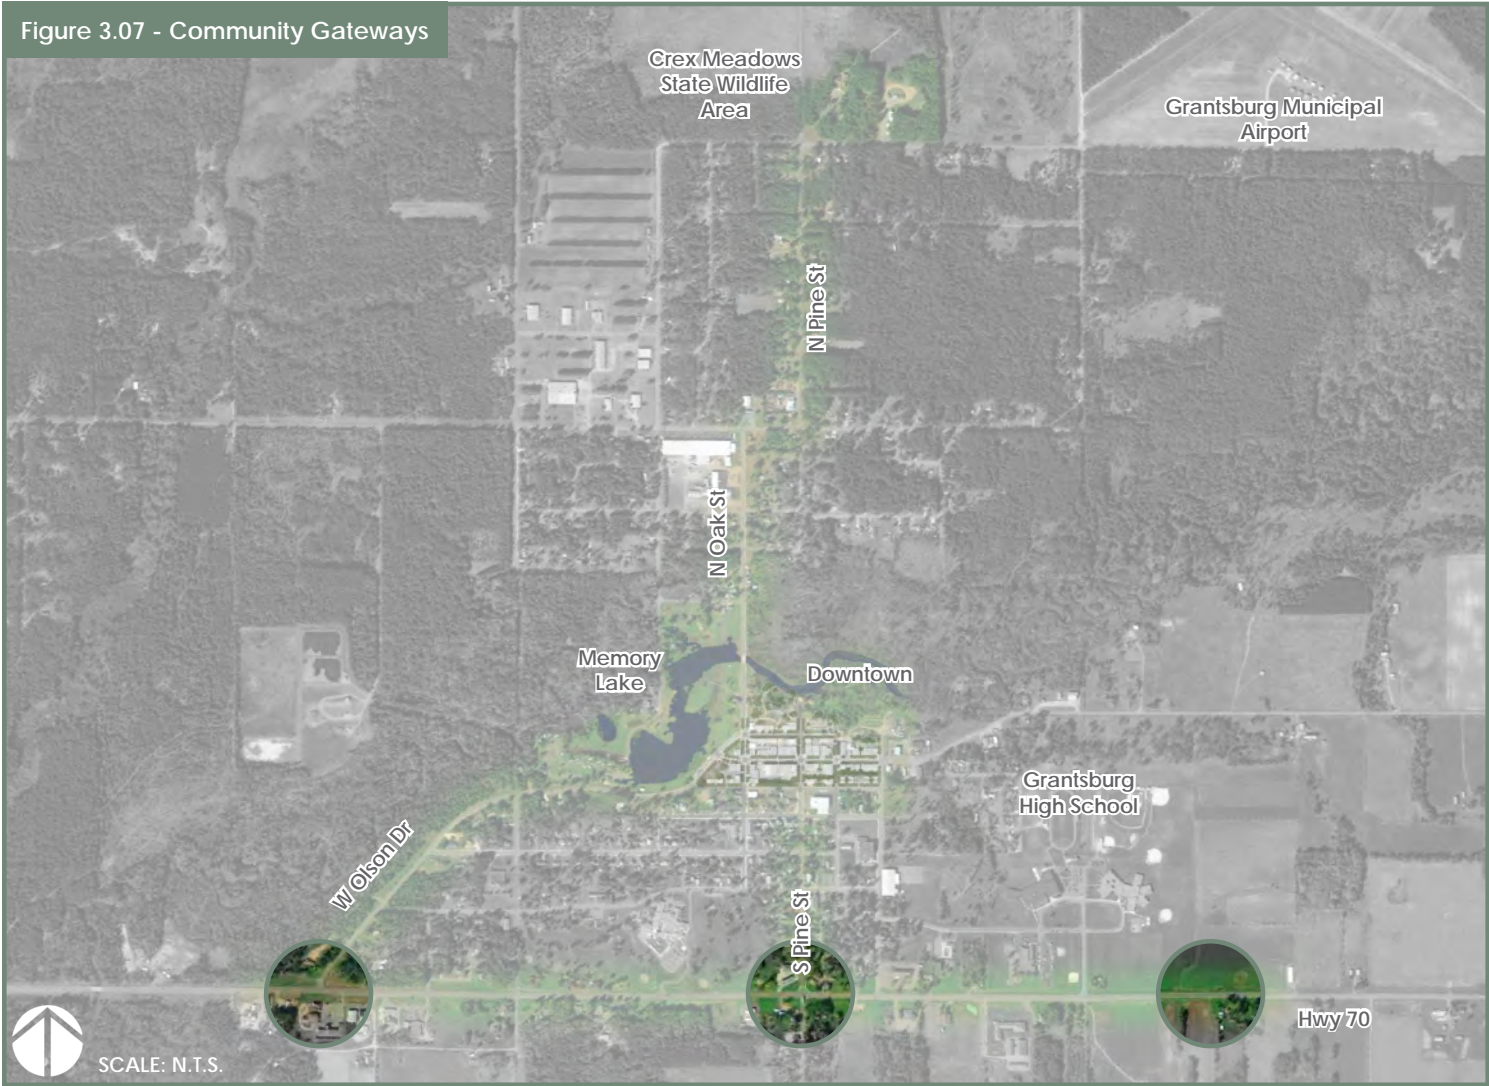 Figure 3.07 - Community Gateways
Crex Meadows
State Wildlife
Area
Grantsburg Municipal
Airport
N Pine St
N Oak St
Memory
Lake
Downtown
Grantsburg
High School
W Olson Dr
S Pine St
Hwy 70
SCALE: N.T.S.